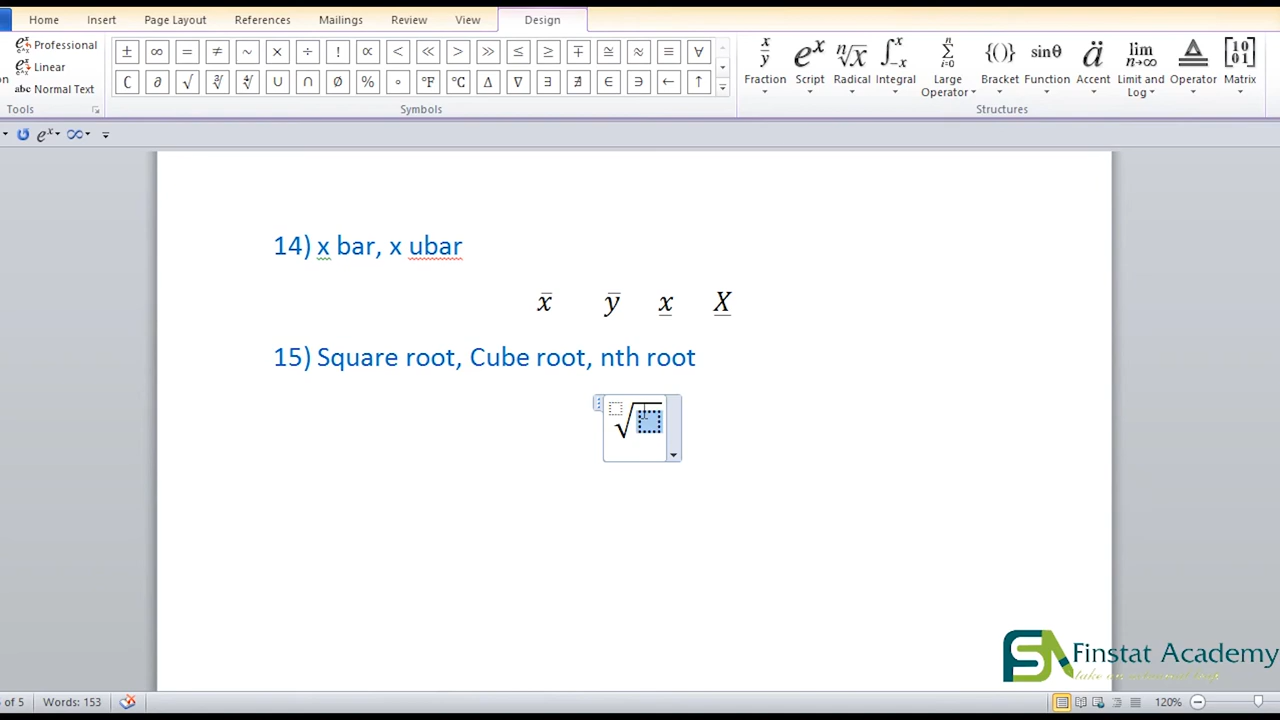 Home Insert Page Layout References Mailings Review View Design
Professional
Linear
abc Normal Text
Tools
± ∞ = ≠ ~ × ÷ ! ∝ < ≪ > ≫ ≤ ≥ ∓ ≅ ≈ ≡ ∀
∁ ∂ √ ∛ ∜ ∪ ∩ ∅ % ° °F °C ∆ ∇ ∃ ∄ ∈ ∋ ← ↑
Symbols
Fraction Script Radical Integral Large Operator Bracket Function Accent Limit and Log Operator Matrix
Structures
14) x bar, x ubar
x̅ y̅ x̲ X̲
15) Square root, Cube root, nth root
√
Finstat Academy
of 5 Words: 153 120%